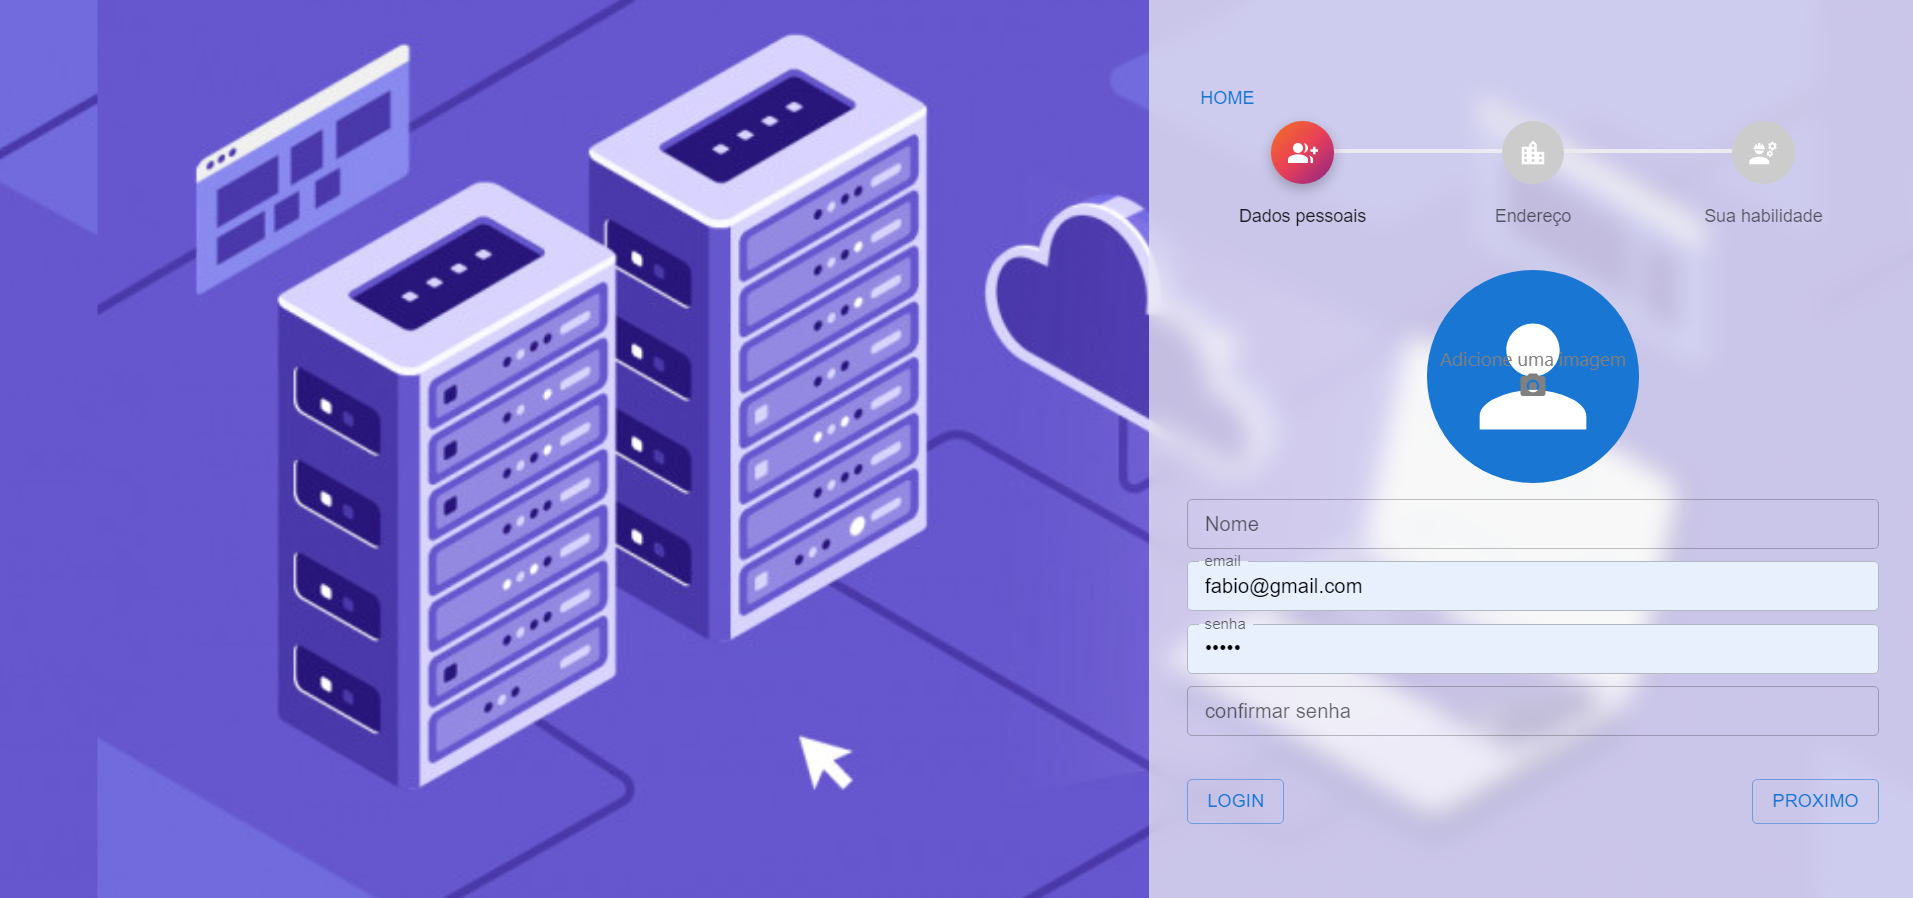 HOME
Dados pessoais
Endereço
Sua habilidade
Adicione uma imagem
Nome
email
fabio@gmail.com
senha
•••••
confirmar senha
LOGIN
PROXIMO